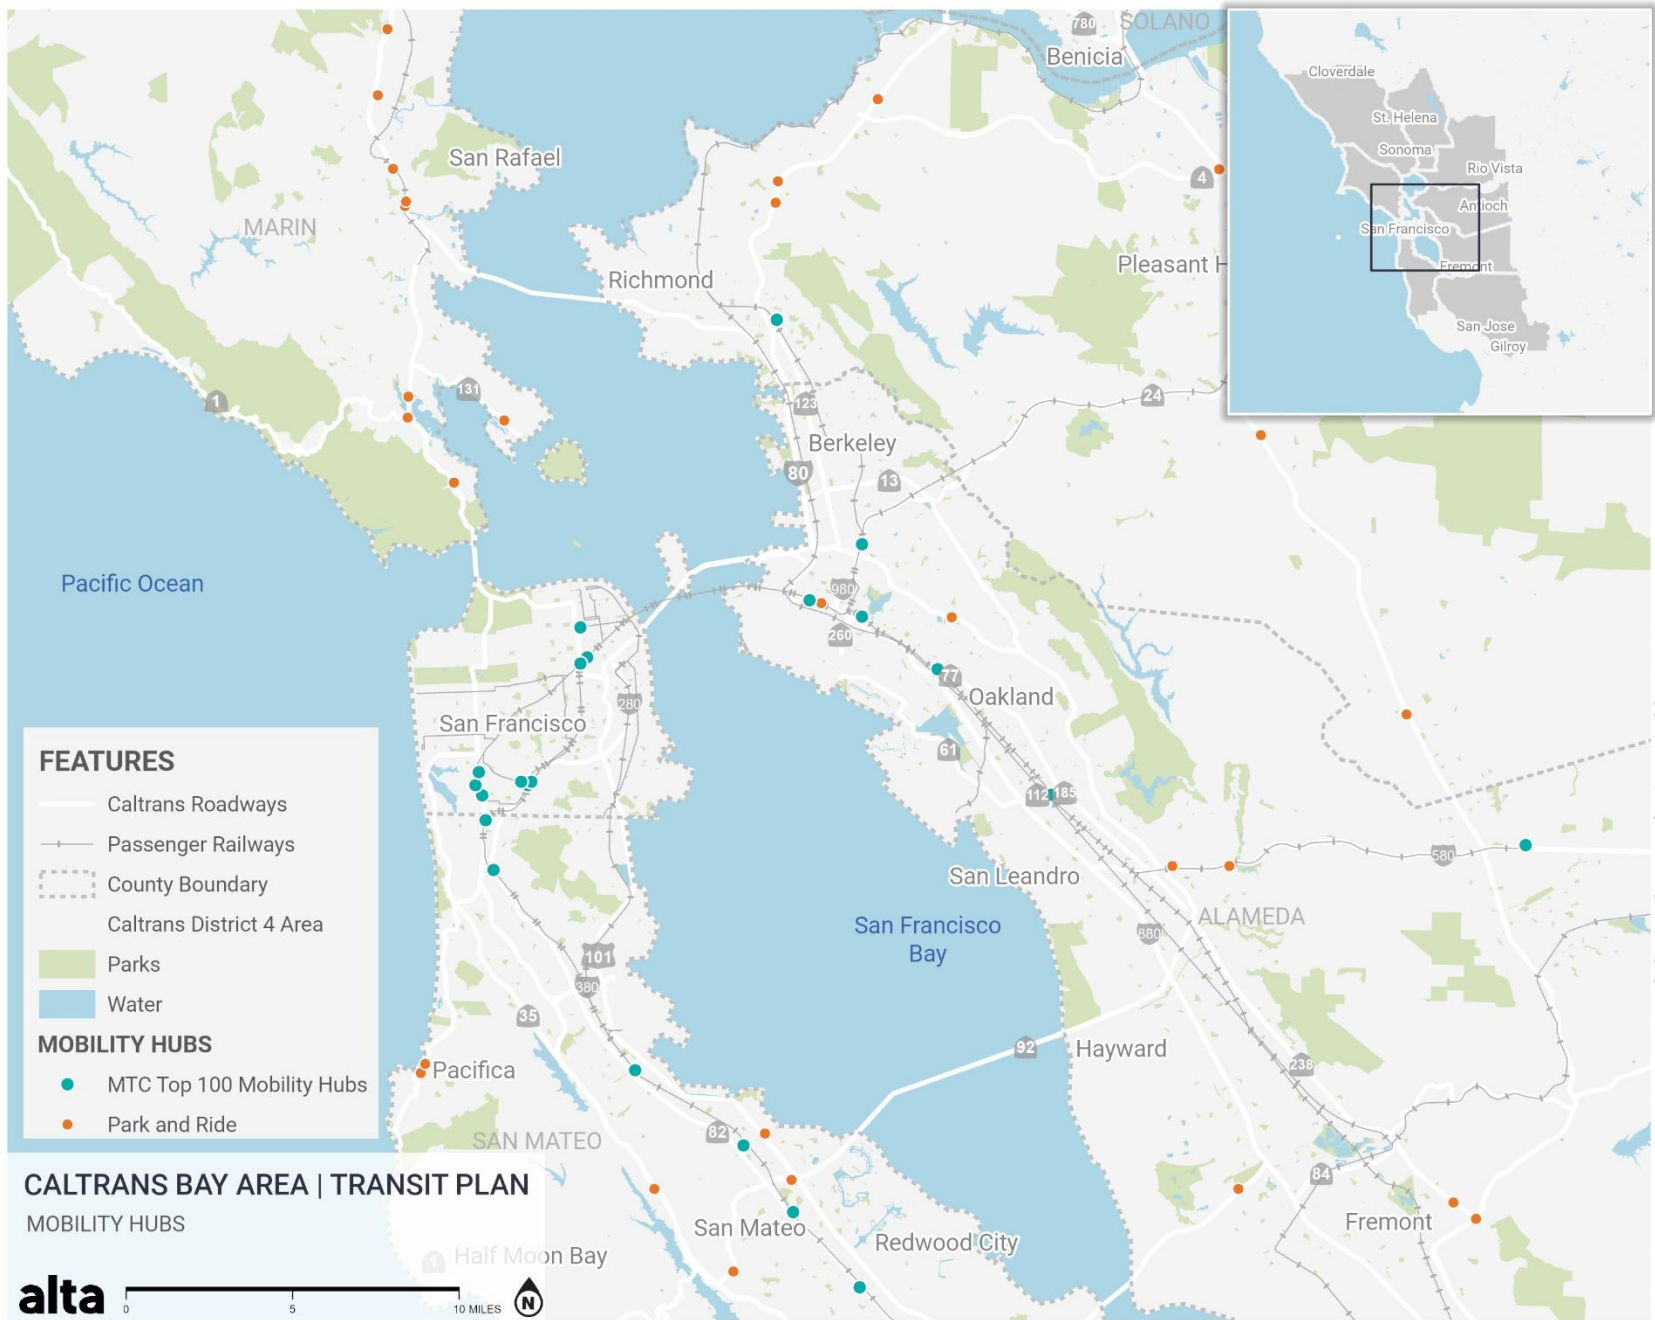 780
SOLANO
Benicia
San Rafael
4
MARIN
Richmond
Pleasant H
131
1
123
24
Berkeley
80
13
Pacific Ocean
980
260
77
Oakland
280
San Francisco
61
112
185
580
San Leandro
ALAMEDA
San Francisco
Bay
880
101
380
35
92
Hayward
238
Pacifica
82
SAN MATEO
84
San Mateo
Fremont
Redwood City
1
Half Moon Bay
Cloverdale
St. Helena
Sonoma
Rio Vista
Antioch
San Francisco
Fremont
San Jose
Gilroy
FEATURES
Caltrans Roadways
Passenger Railways
County Boundary
Caltrans District 4 Area
Parks
Water
MOBILITY HUBS
MTC Top 100 Mobility Hubs
Park and Ride
CALTRANS BAY AREA | TRANSIT PLAN
MOBILITY HUBS
alta
0 5 10 MILES
N